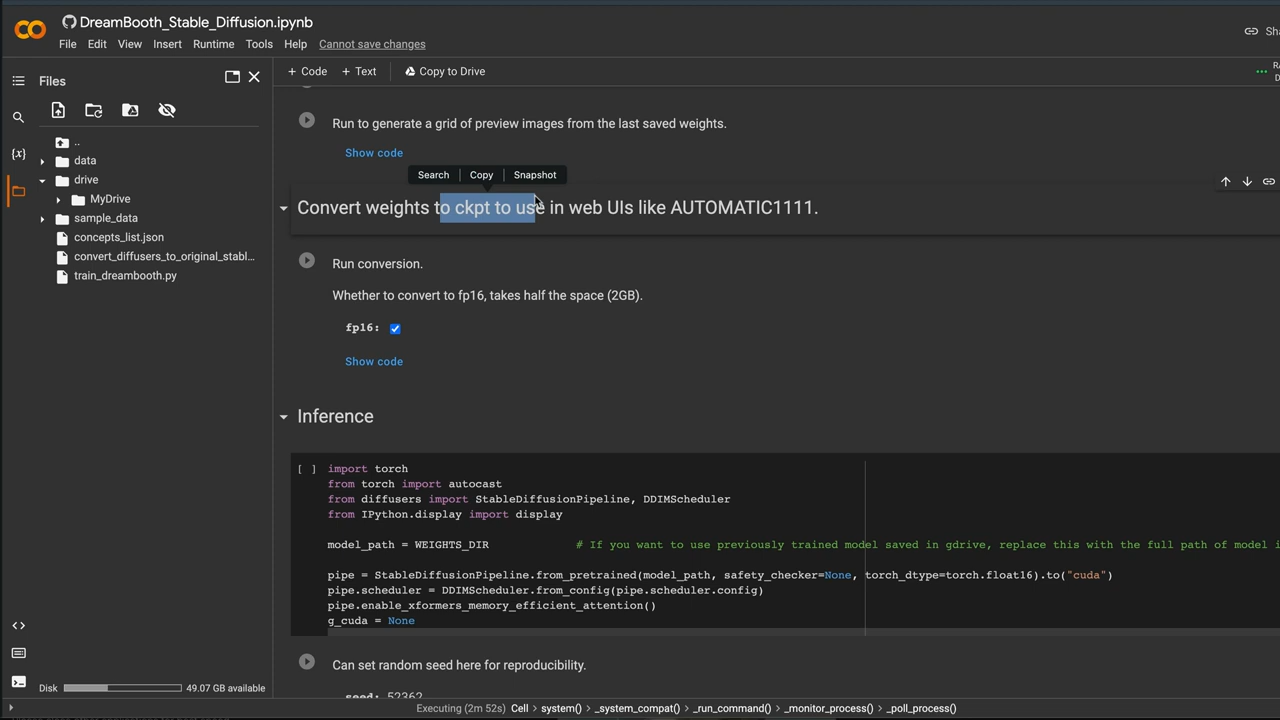 DreamBooth_Stable_Diffusion.ipynb
File Edit View Insert Runtime Tools Help Cannot save changes
Files
+ Code + Text Copy to Drive
..
data
drive
MyDrive
sample_data
concepts_list.json
convert_diffusers_to_original_stabl...
train_dreambooth.py
Disk 49.07 GB available
Run to generate a grid of preview images from the last saved weights.
Show code
Search Copy Snapshot
Convert weights to ckpt to use in web UIs like AUTOMATIC1111.
Run conversion.
Whether to convert to fp16, takes half the space (2GB).
fp16:
Show code
Inference
[ ] import torch
from torch import autocast
from diffusers import StableDiffusionPipeline, DDIMScheduler
from IPython.display import display
model_path = WEIGHTS_DIR # If you want to use previously trained model saved in gdrive, replace this with the full path of model i
pipe = StableDiffusionPipeline.from_pretrained(model_path, safety_checker=None, torch_dtype=torch.float16).to("cuda")
pipe.scheduler = DDIMScheduler.from_config(pipe.scheduler.config)
pipe.enable_xformers_memory_efficient_attention()
g_cuda = None
Can set random seed here for reproducibility.
seed: 52362
Executing (2m 52s) Cell > system() > _system_compat() > _run_command() > _monitor_process() > _poll_process()